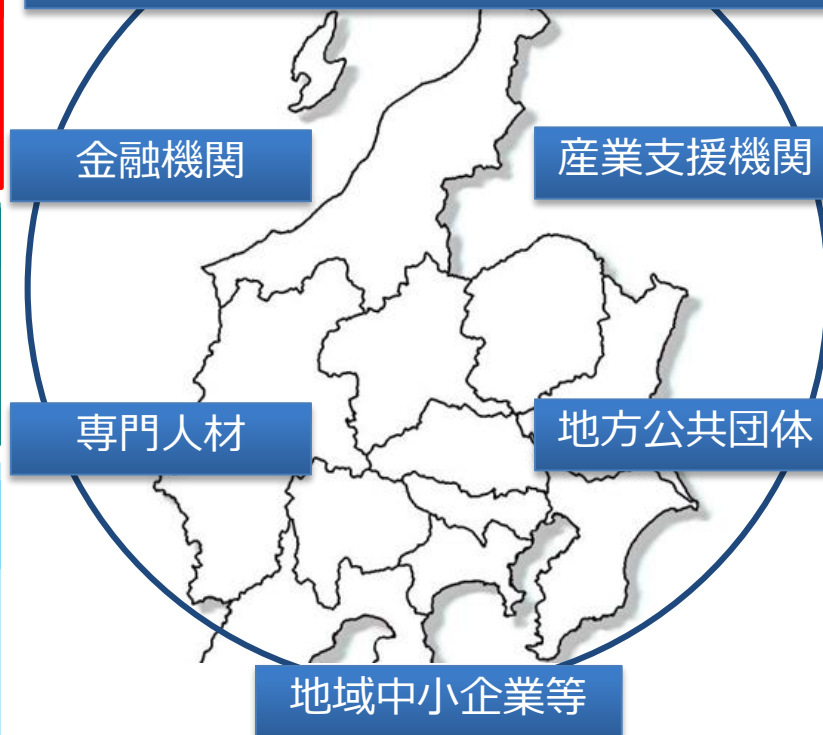 金融機関
産業支援機関
専門人材
地方公共団体
地域中小企業等